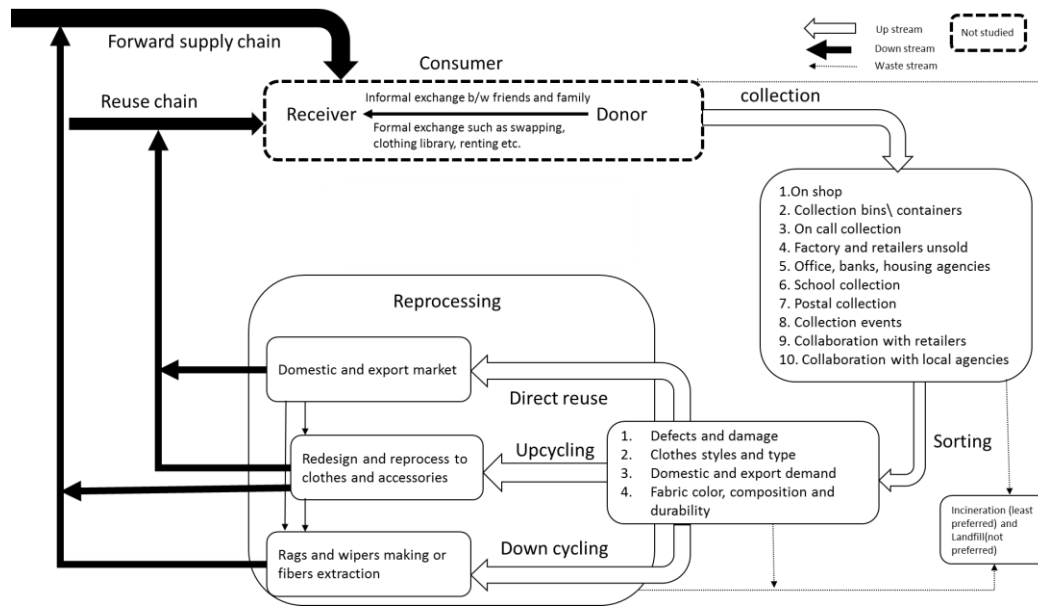 Forward supply chain
Up stream
Down stream
Waste stream
Not studied
Consumer
Reuse chain
Informal exchange b/w friends and family
Receiver
Donor
Formal exchange such as swapping,
clothing library, renting etc.
collection
1.On shop
2. Collection bins\ containers
3. On call collection
4. Factory and retailers unsold
5. Office, banks, housing agencies
6. School collection
7. Postal collection
8. Collection events
9. Collaboration with retailers
10. Collaboration with local agencies
Reprocessing
Domestic and export market
Direct reuse
Redesign and reprocess to
clothes and accessories
Upcycling
1. Defects and damage
2. Clothes styles and type
3. Domestic and export demand
4. Fabric color, composition and
durability
Sorting
Rags and wipers making or
fibers extraction
Down cycling
Incineration (least
preferred) and
Landfill(not
preferred)